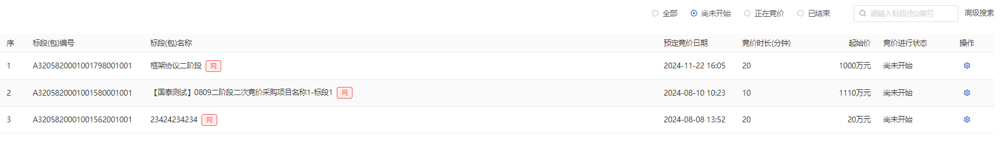 全部 尚未开始 正在竞价 已结束 请输入标段(包)编号 高级搜索
序 标段(包)编号 标段(包)名称 预定竞价日期 竞价时长(分钟) 起始价 竞价进行状态 操作
1 A3205820001001798001001 框架协议二阶段 网 2024-11-22 16:05 20 1000万元 尚未开始
2 A3205820001001580001001 【国泰测试】0809二阶段二次竞价采购项目名称1-标段1 网 2024-08-10 10:23 10 1110万元 尚未开始
3 A3205820001001562001001 23424234234 网 2024-08-08 13:52 20 20万元 尚未开始